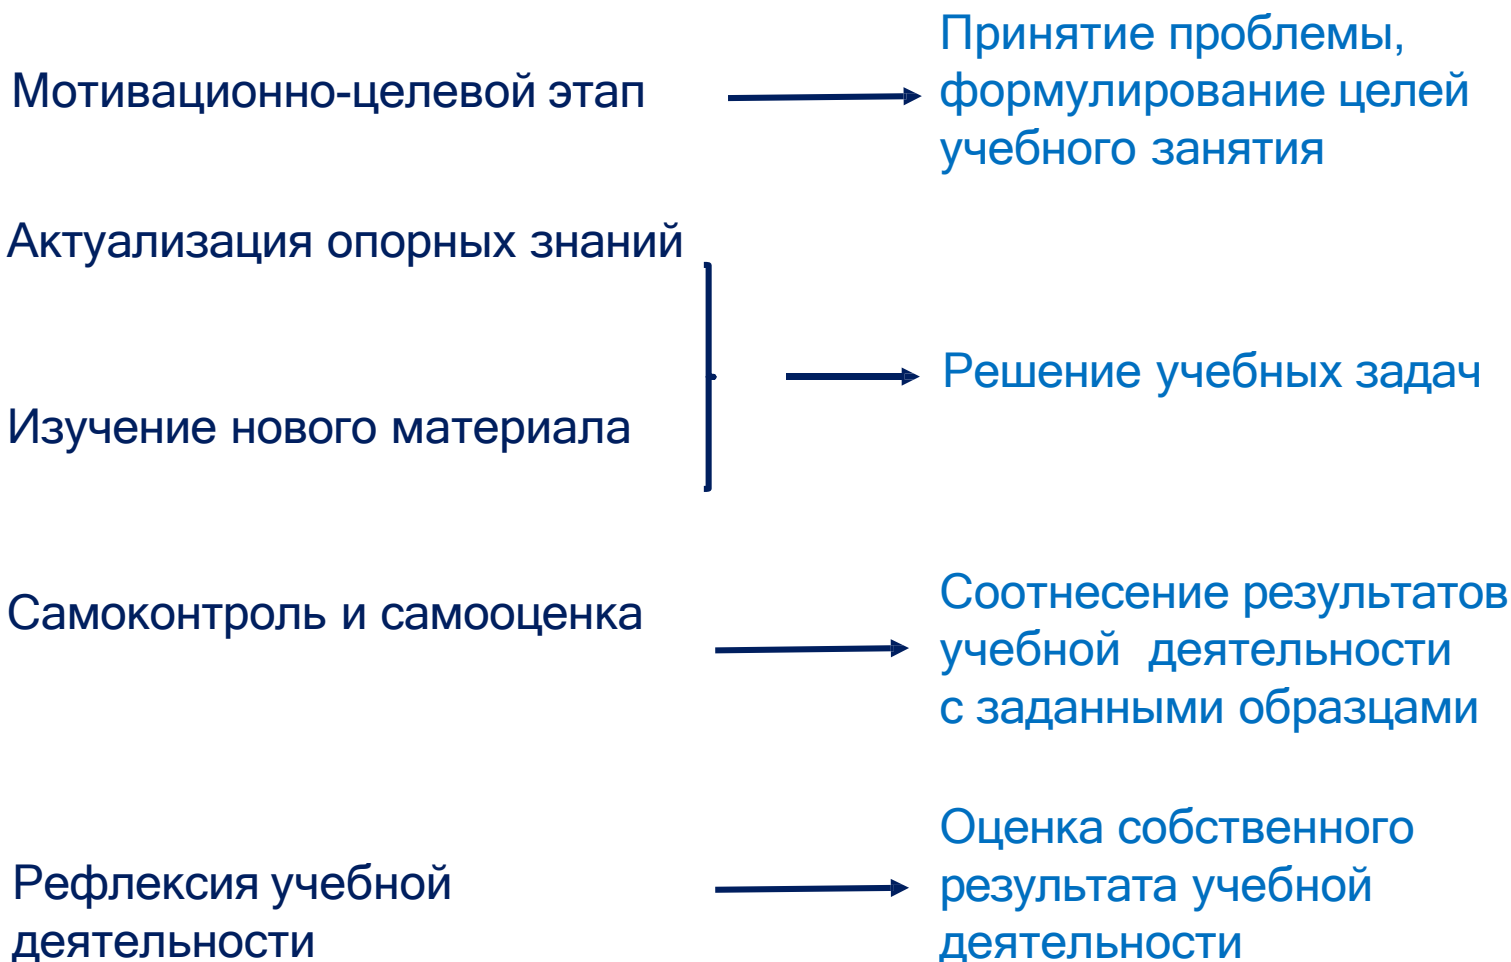 Мотивационно-целевой этап
Принятие проблемы,
формулирование целей
учебного занятия
Актуализация опорных знаний
Изучение нового материала
Решение учебных задач
Самоконтроль и самооценка
Соотнесение результатов
учебной деятельности
с заданными образцами
Рефлексия учебной
деятельности
Оценка собственного
результата учебной
деятельности